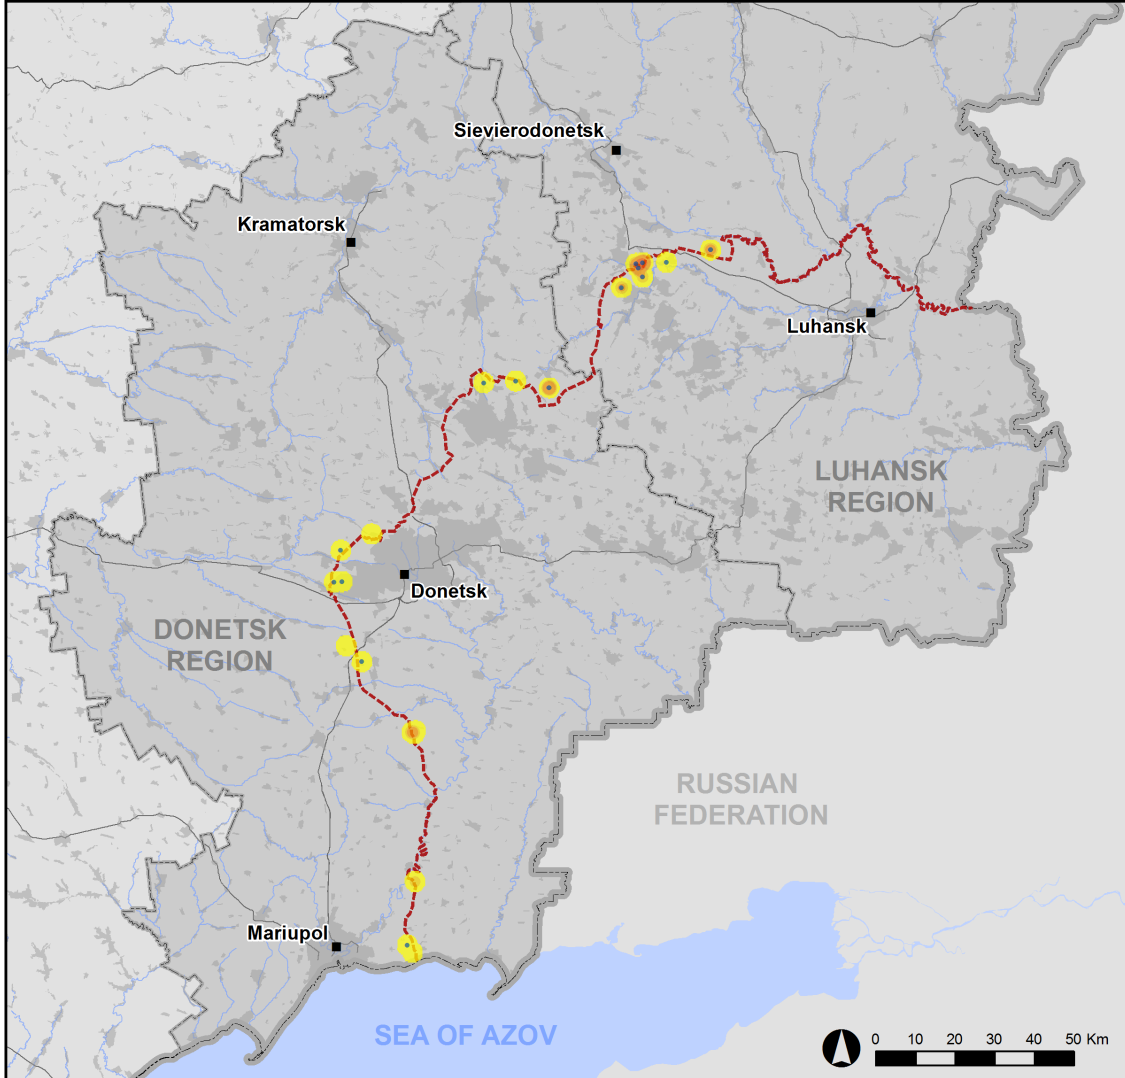 Sievierodonetsk
Kramatorsk
Luhansk
LUHANSK
REGION
Donetsk
DONETSK
REGION
RUSSIAN
FEDERATION
Mariupol
SEA OF AZOV
0 10 20 30 40 50 Km